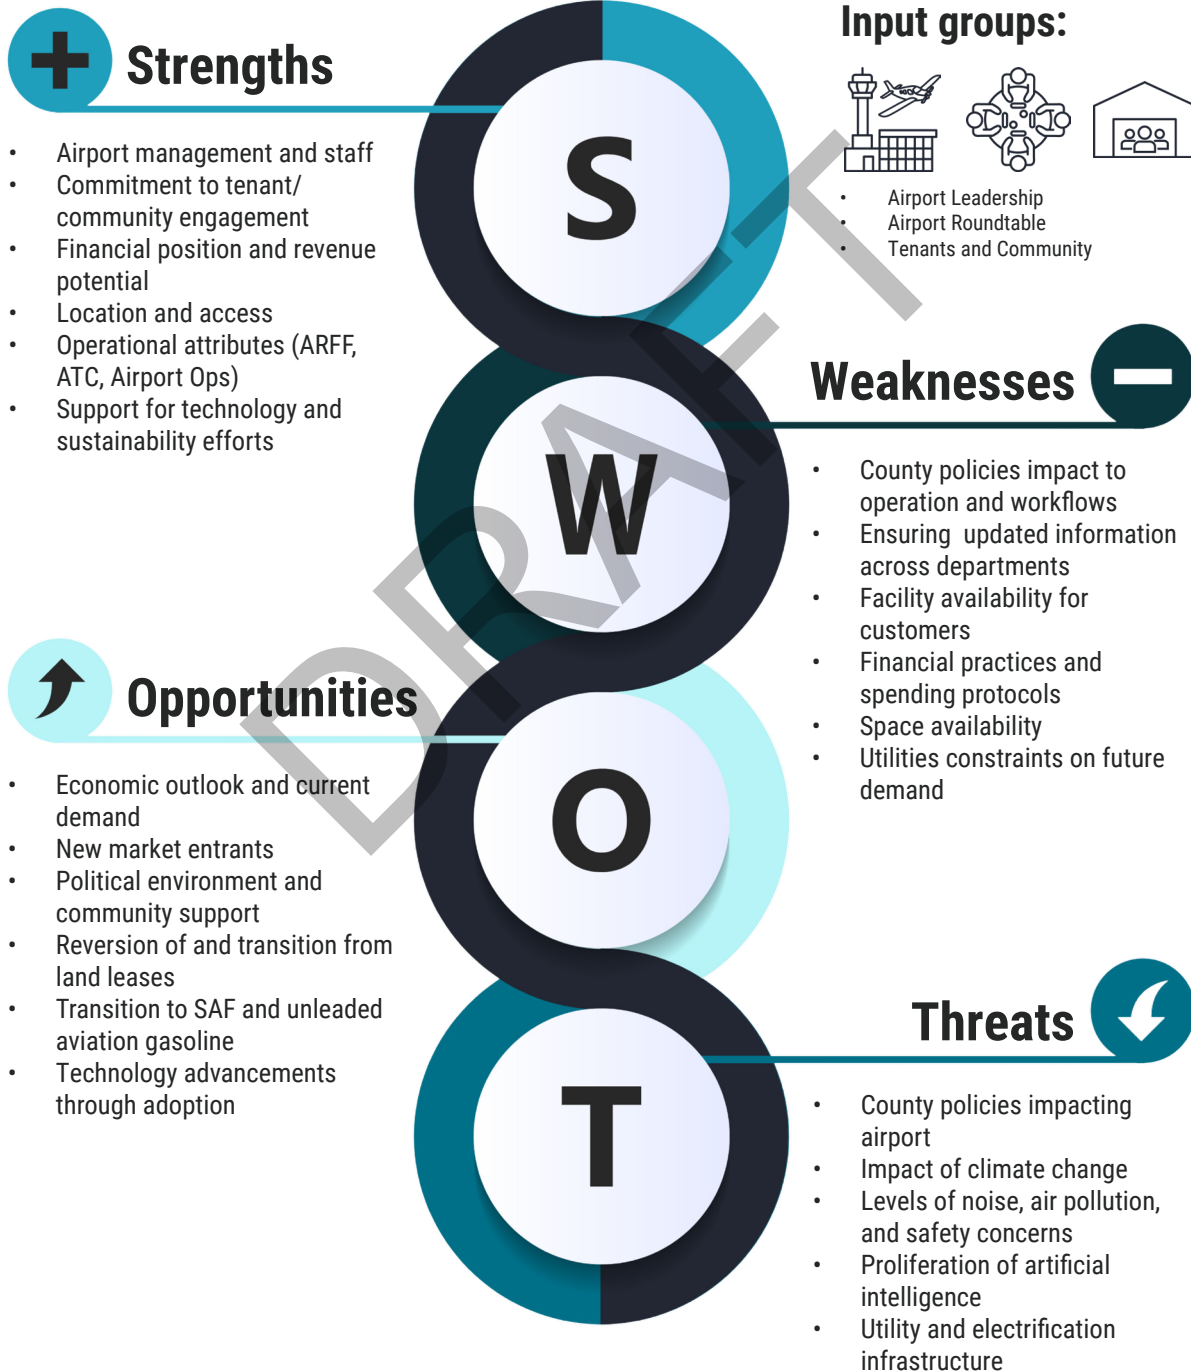 Strengths
• Airport management and staff
• Commitment to tenant/
community engagement
• Financial position and revenue
potential
• Location and access
• Operational attributes (ARFF,
ATC, Airport Ops)
• Support for technology and
sustainability efforts
S
Input groups:
• Airport Leadership
• Airport Roundtable
• Tenants and Community
W
Weaknesses
• County policies impact to
operation and workflows
• Ensuring  updated information
across departments
• Facility availability for
customers
• Financial practices and
spending protocols
• Space availability
• Utilities constraints on future
demand
Opportunities
• Economic outlook and current
demand
• New market entrants
• Political environment and
community support
• Reversion of and transition from
land leases
• Transition to SAF and unleaded
aviation gasoline
• Technology advancements
through adoption
O
T
Threats
• County policies impacting
airport
• Impact of climate change
• Levels of noise, air pollution,
and safety concerns
• Proliferation of artificial
intelligence
• Utility and electrification
infrastructure
DRAFT